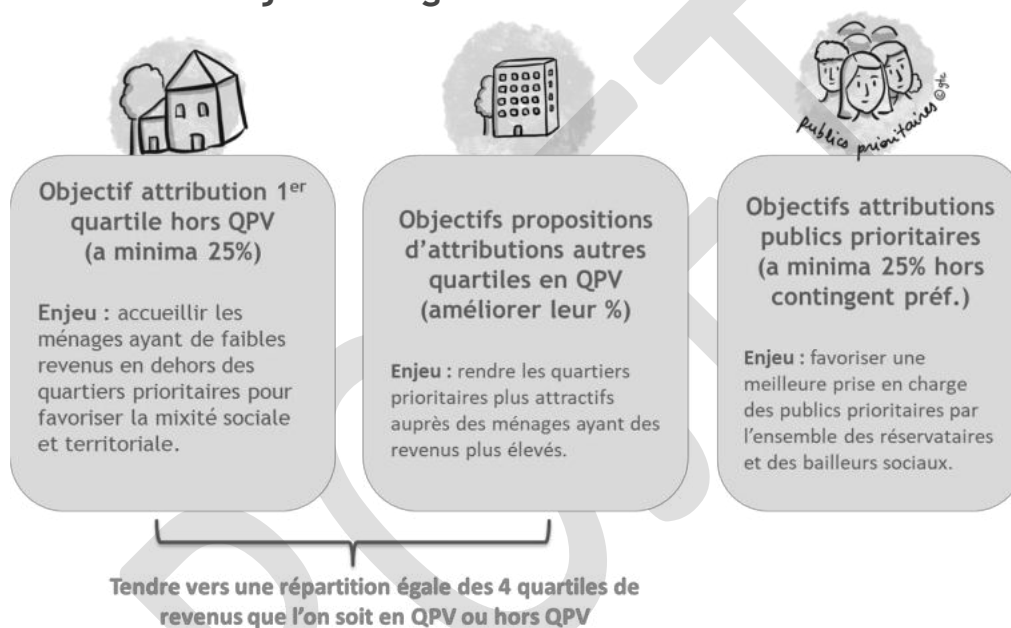 Objectif attribution 1er
quartile hors QPV
(a minima 25%)
Enjeu : accueillir les
ménages ayant de faibles
revenus en dehors des
quartiers prioritaires pour
favoriser la mixité sociale
et territoriale.
Objectifs propositions
d'attributions autres
quartiles en QPV
(améliorer leur %)
Enjeu : rendre les quartiers
prioritaires plus attractifs
auprès des ménages ayant des
revenus plus élevés.
publics prioritaires ©gtc
Objectifs attributions
publics prioritaires
(a minima 25% hors
contingent préf.)
Enjeu : favoriser une
meilleure prise en charge
des publics prioritaires par
l'ensemble des réservataires
et des bailleurs sociaux.
Tendre vers une répartition égale des 4 quartiles de
revenus que l'on soit en QPV ou hors QPV